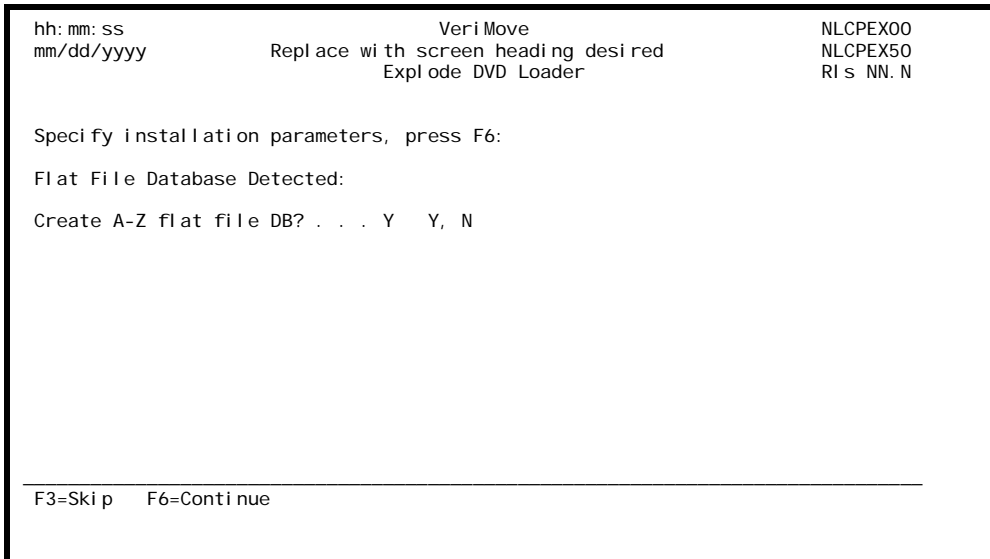 hh:mm:ss VeriMove NLCPEX00
mm/dd/yyyy Replace with screen heading desired NLCPEX50
Explode DVD Loader Rls NN.N
Specify installation parameters, press F6:
Flat File Database Detected:
Create A-Z flat file DB? . . . Y Y, N
F3=Skip F6=Continue